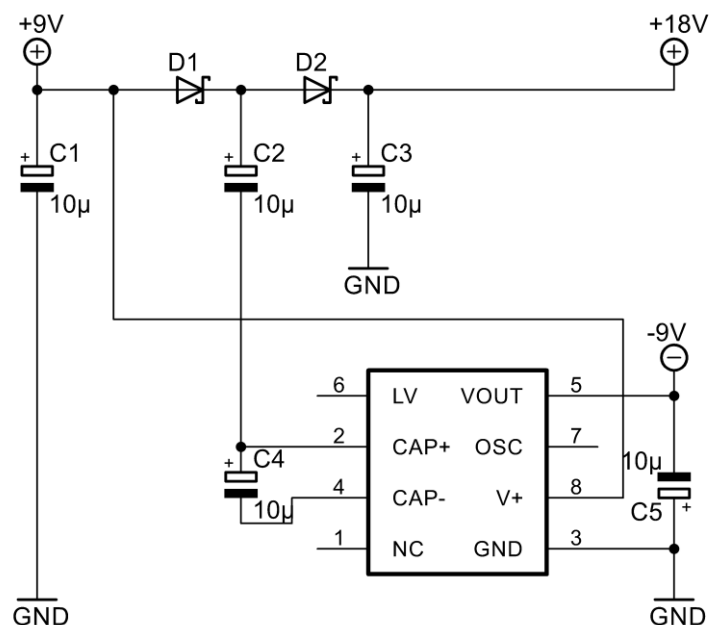 +9V
+18V
D1
D2
+
C1
10µ
+
C2
10µ
+
C3
10µ
GND
-9V
6
LV
VOUT
5
2
CAP+
OSC
7
+
C4
10µ
4
CAP-
V+
8
10µ
C5
+
1
NC
GND
3
GND
GND